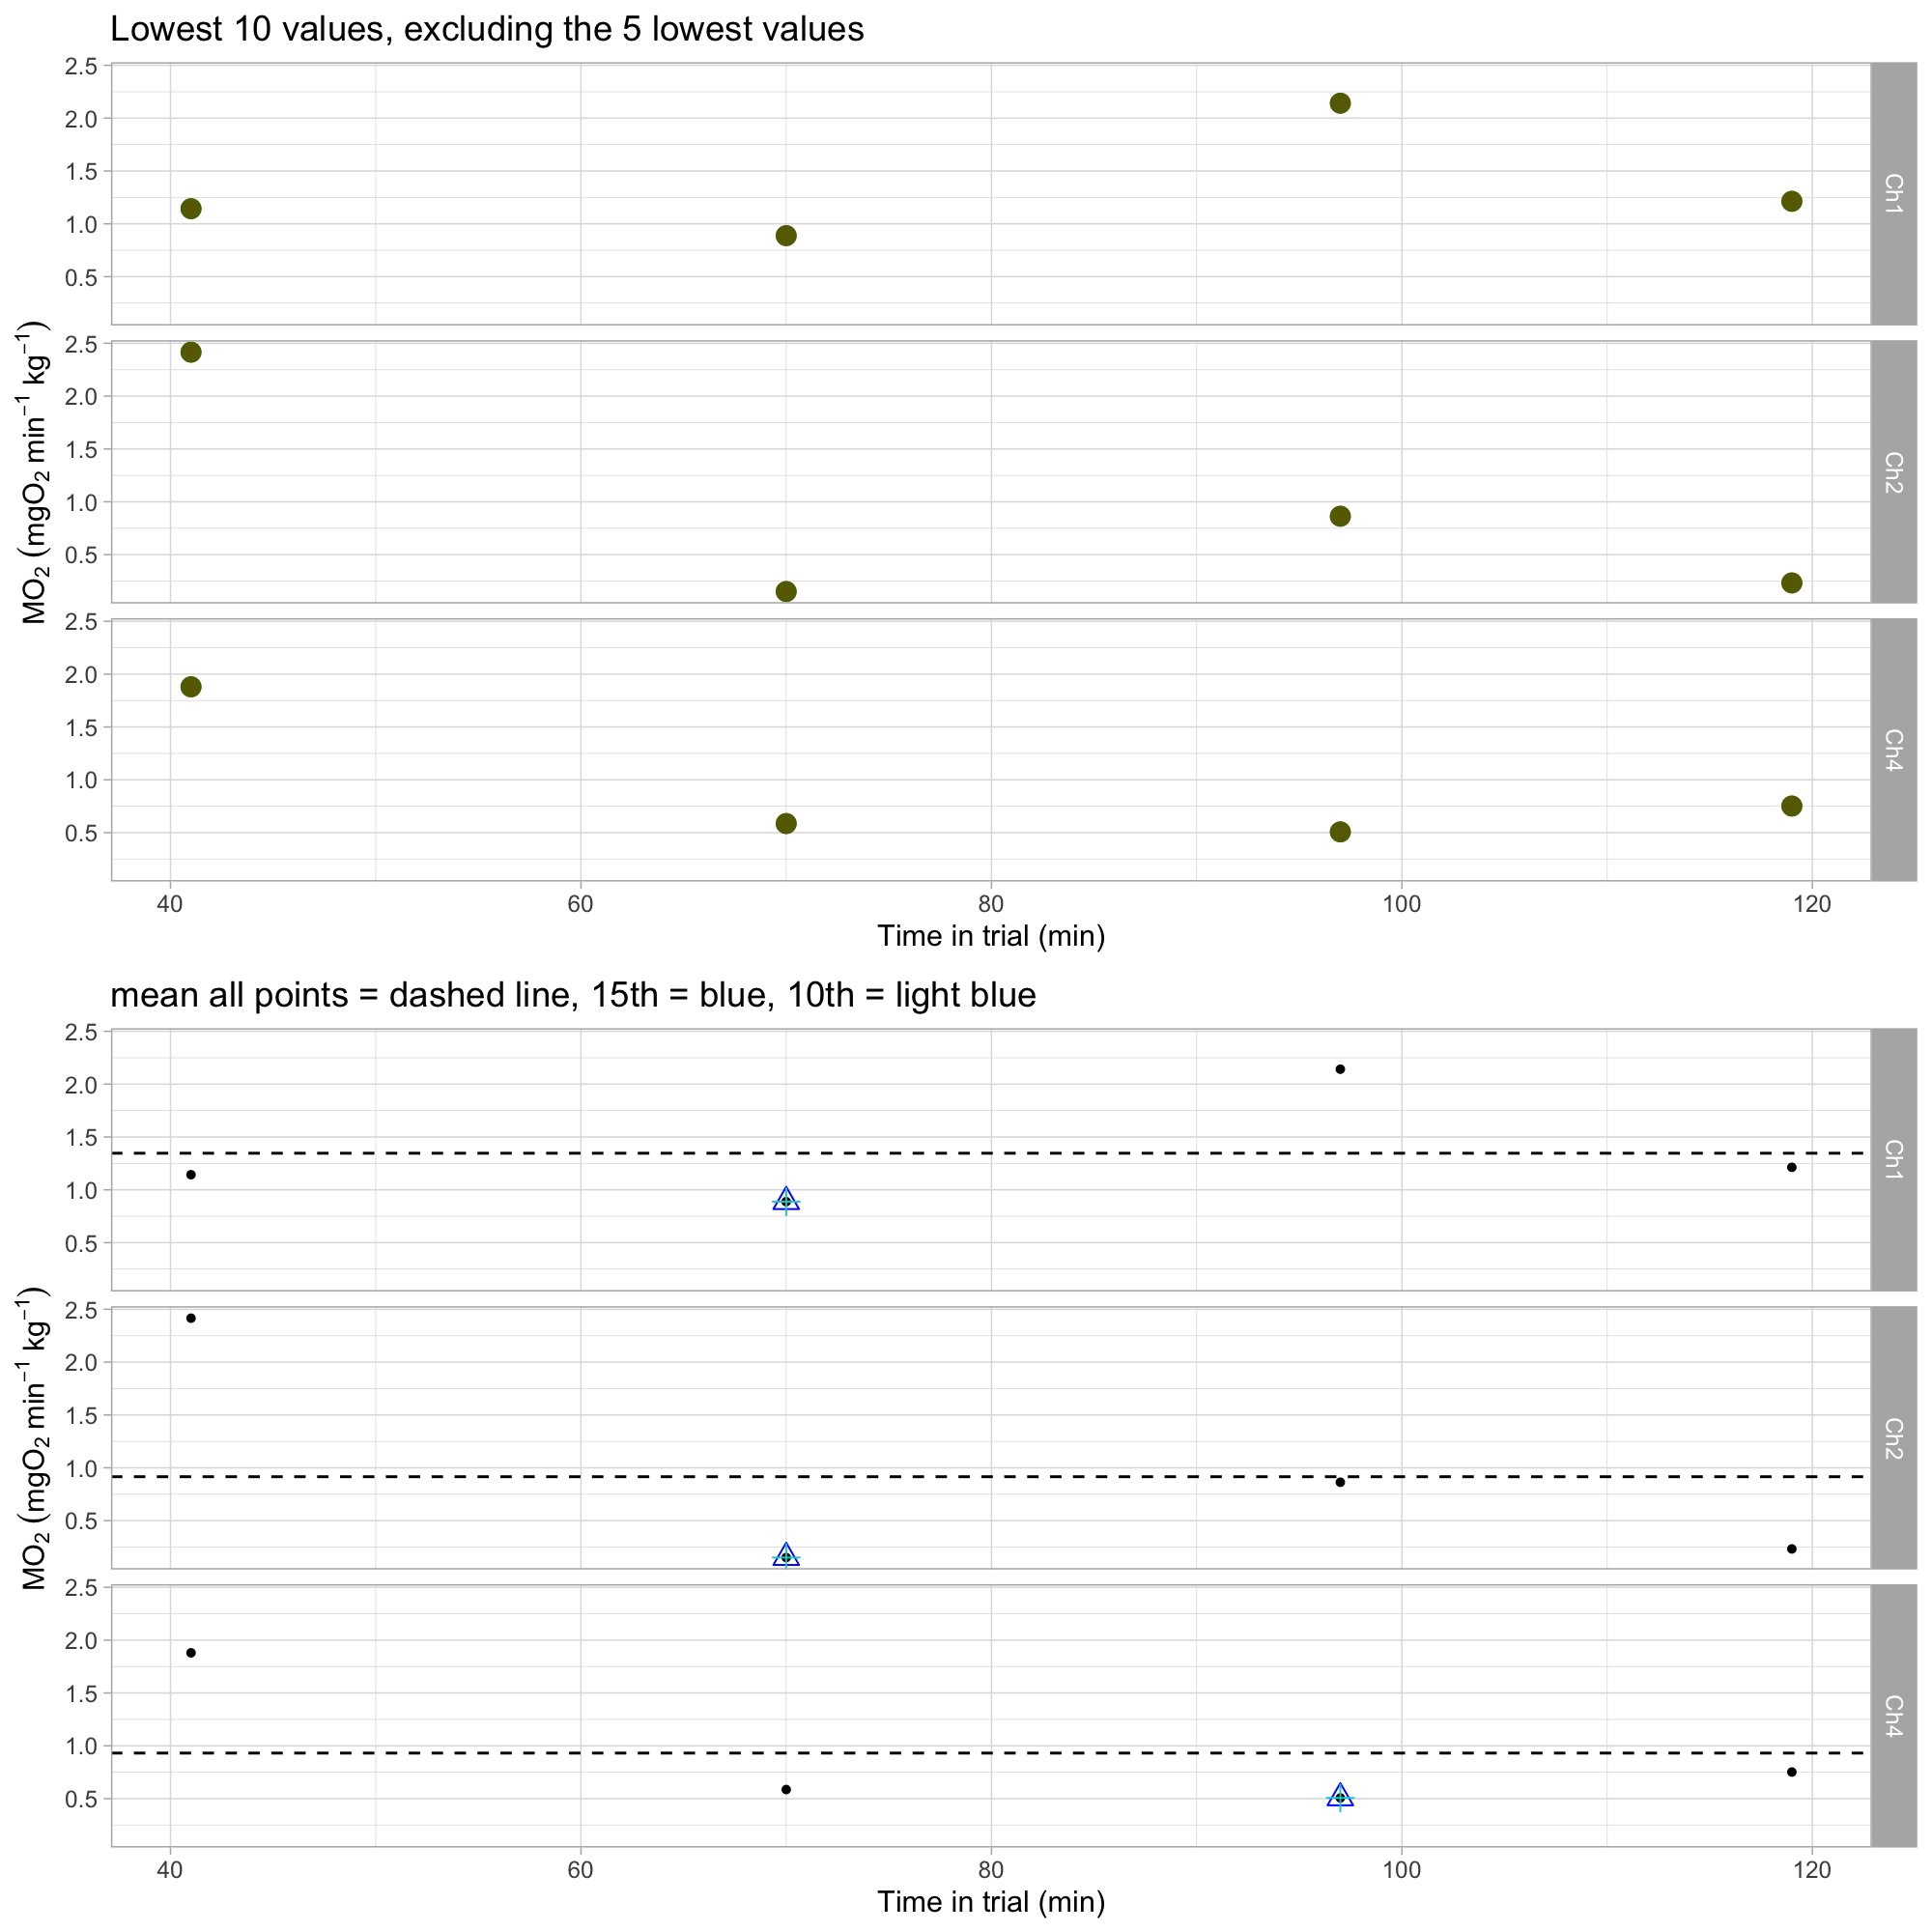 Lowest 10 values, excluding the 5 lowest values
2.5
2.0
1.5
1.0
0.5
Ch1
2.5
2.0
1.5
1.0
0.5
Ch2
2.5
2.0
1.5
1.0
0.5
Ch4
MO₂ (mgO₂ min⁻¹ kg⁻¹)
40 60 80 100 120
Time in trial (min)
mean all points = dashed line, 15th = blue, 10th = light blue
2.5
2.0
1.5
1.0
0.5
Ch1
2.5
2.0
1.5
1.0
0.5
Ch2
2.5
2.0
1.5
1.0
0.5
Ch4
MO₂ (mgO₂ min⁻¹ kg⁻¹)
40 60 80 100 120
Time in trial (min)